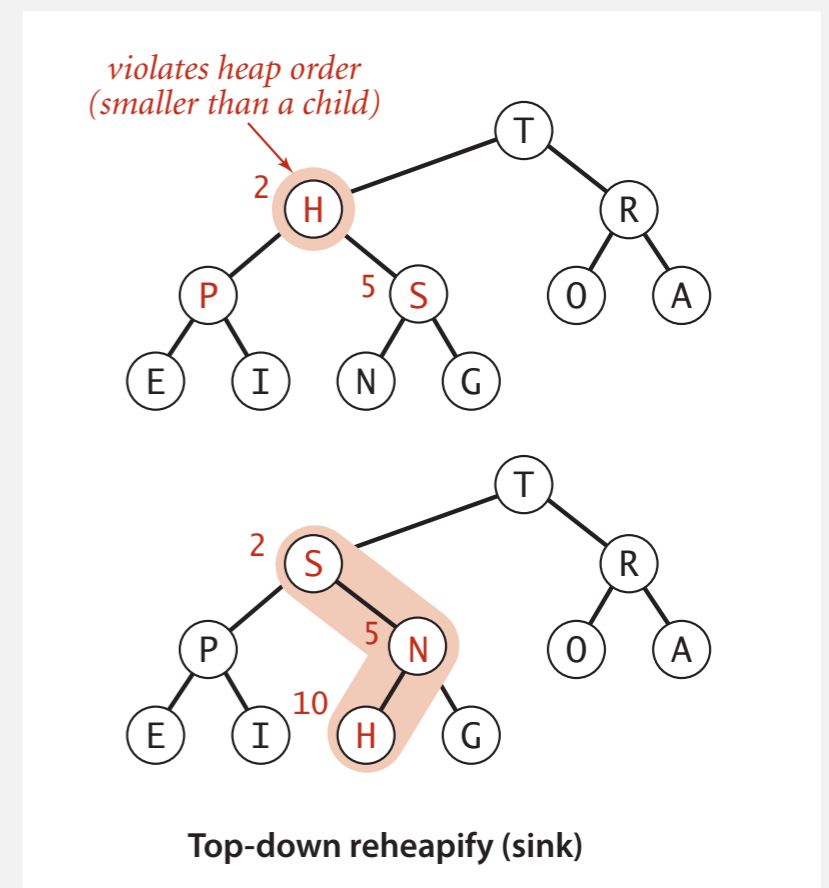 violates heap order
(smaller than a child)
T
2 H R
P 5 S O A
E I N G
T
2 S R
P 5 N O A
E I 10 H G
Top-down reheapify (sink)